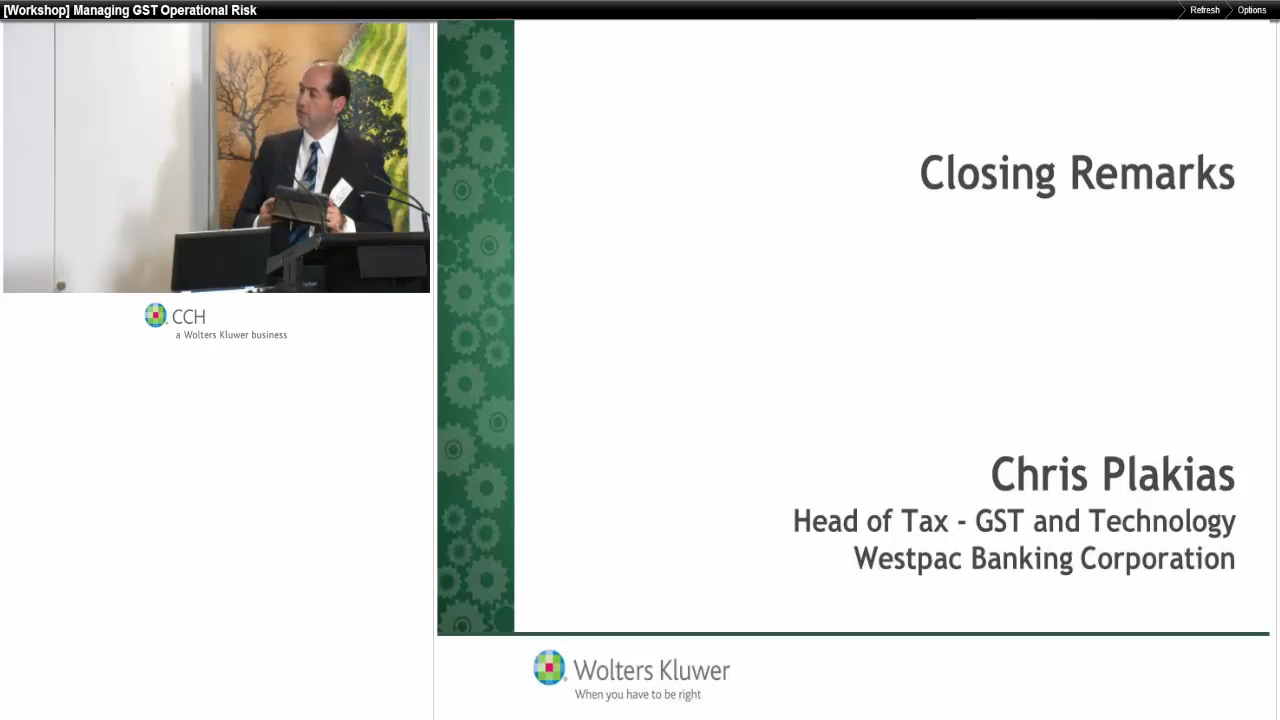 [Workshop] Managing GST Operational Risk
Refresh
Options
CCH
a Wolters Kluwer business
Closing Remarks
Chris Plakias
Head of Tax - GST and Technology
Westpac Banking Corporation
Wolters Kluwer
When you have to be right